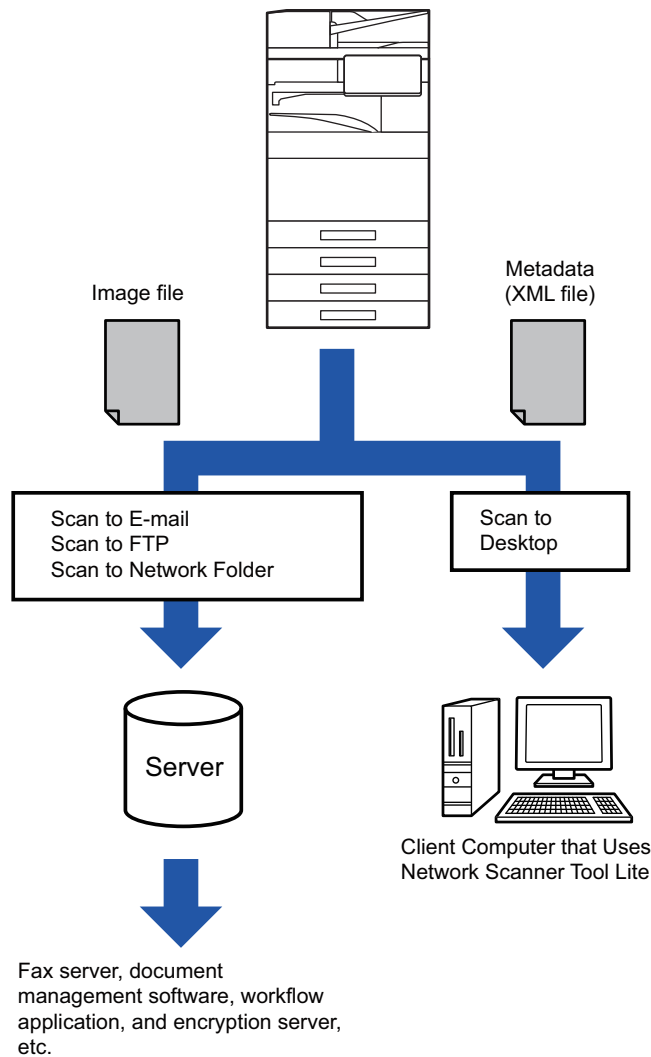 Image file
Metadata
(XML file)
Scan to E-mail
Scan to FTP
Scan to Network Folder
Scan to
Desktop
Server
Client Computer that Uses
Network Scanner Tool Lite
Fax server, document
management software, workflow
application, and encryption server,
etc.